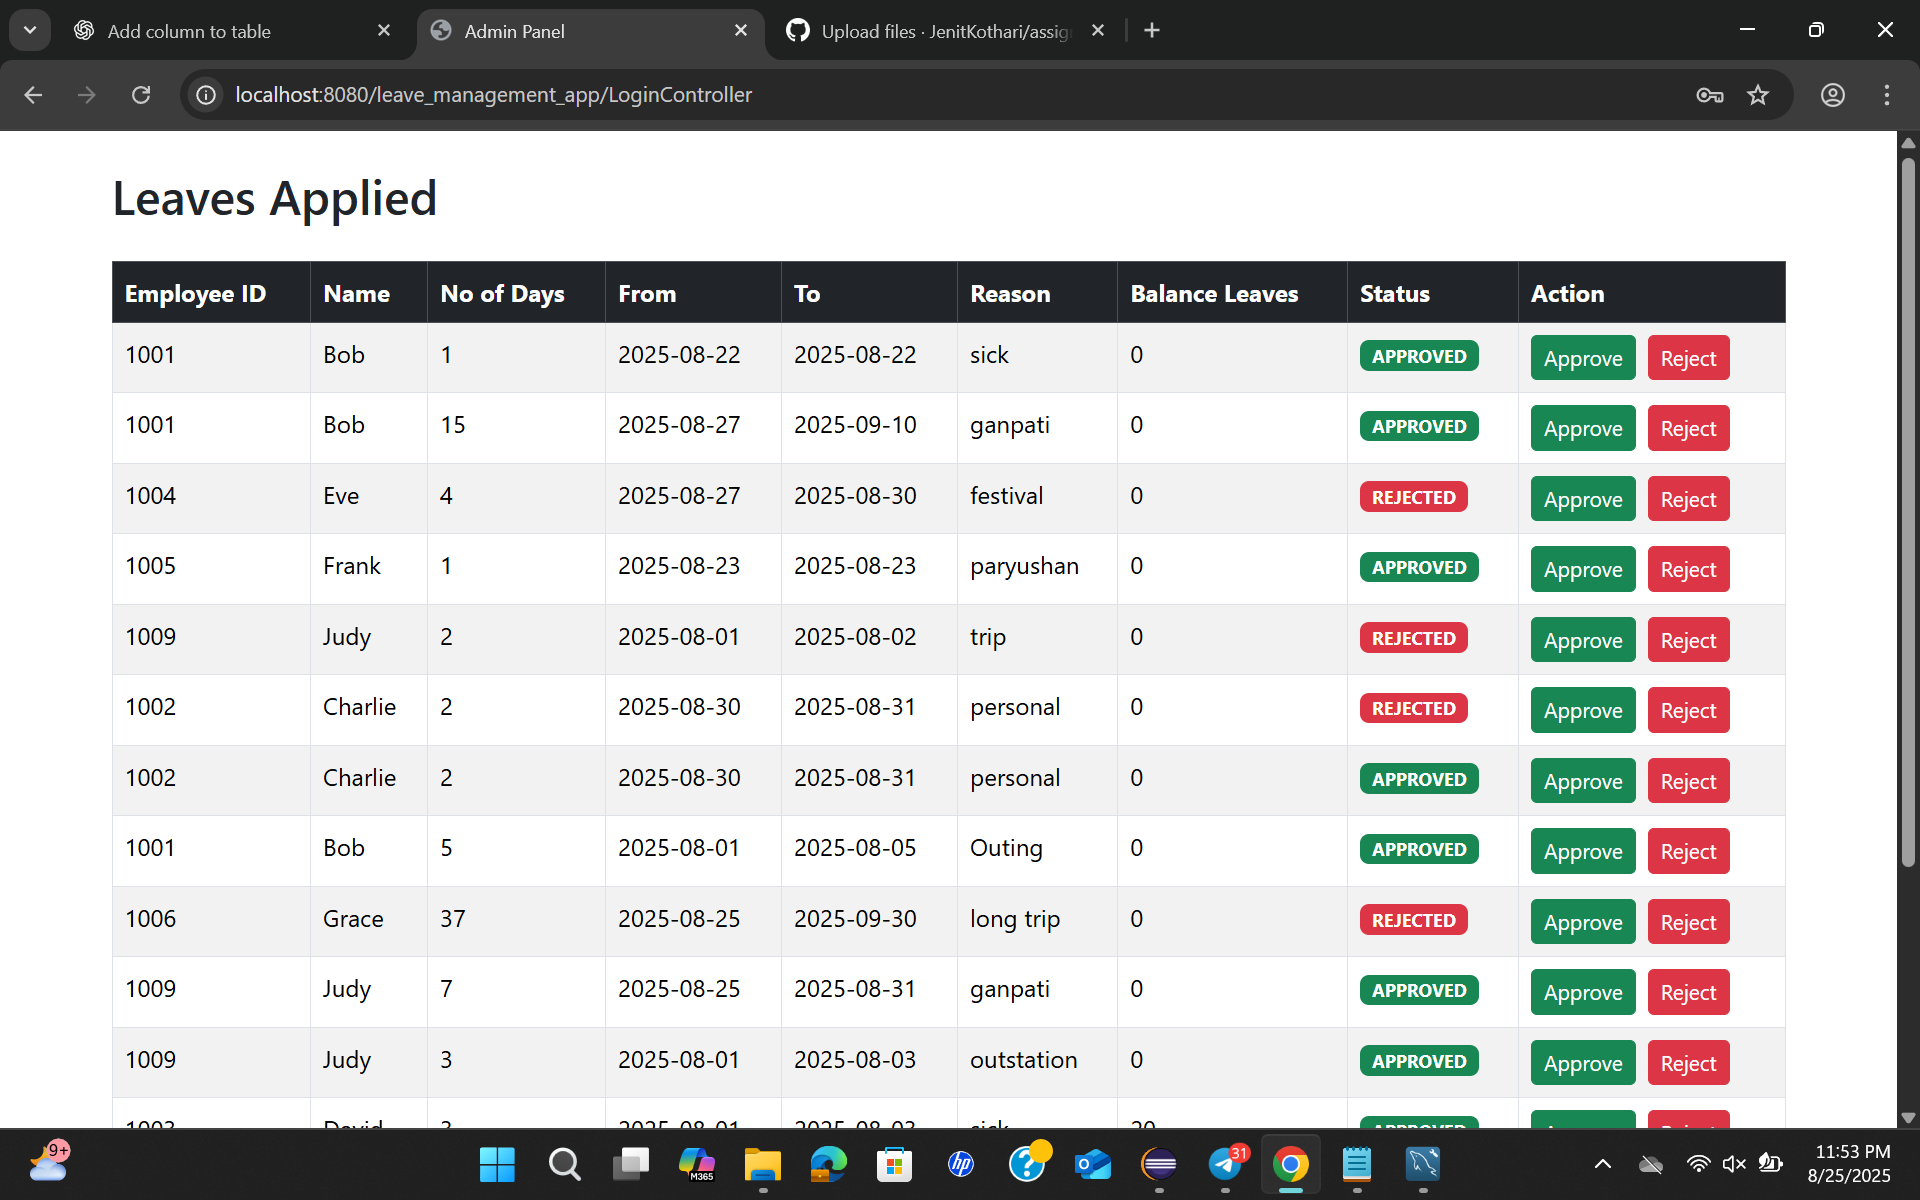 Add column to table
Admin Panel
Upload files · JenitKothari/assig
localhost:8080/leave_management_app/LoginController
Leaves Applied
Employee ID Name No of Days From To Reason Balance Leaves Status Action
1001 Bob 1 2025-08-22 2025-08-22 sick 0 APPROVED Approve Reject
1001 Bob 15 2025-08-27 2025-09-10 ganpati 0 APPROVED Approve Reject
1004 Eve 4 2025-08-27 2025-08-30 festival 0 REJECTED Approve Reject
1005 Frank 1 2025-08-23 2025-08-23 paryushan 0 APPROVED Approve Reject
1009 Judy 2 2025-08-01 2025-08-02 trip 0 REJECTED Approve Reject
1002 Charlie 2 2025-08-30 2025-08-31 personal 0 REJECTED Approve Reject
1002 Charlie 2 2025-08-30 2025-08-31 personal 0 APPROVED Approve Reject
1001 Bob 5 2025-08-01 2025-08-05 Outing 0 APPROVED Approve Reject
1006 Grace 37 2025-08-25 2025-09-30 long trip 0 REJECTED Approve Reject
1009 Judy 7 2025-08-25 2025-08-31 ganpati 0 APPROVED Approve Reject
1009 Judy 3 2025-08-01 2025-08-03 outstation 0 APPROVED Approve Reject
David sick APPROVED
9+
M365
hp
31
11:53 PM
8/25/2025